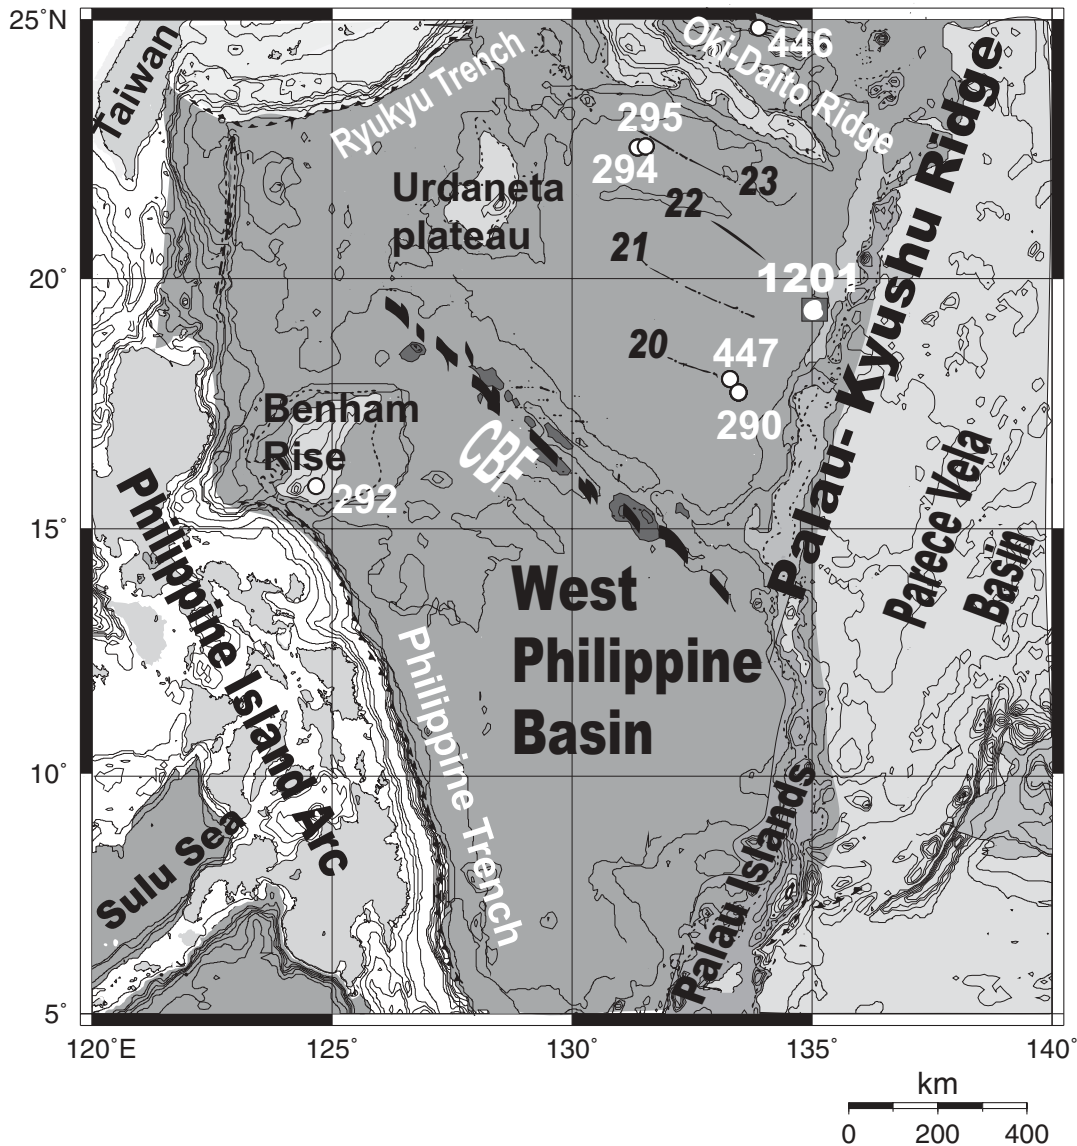 25˚N
Taiwan
Ryukyu Trench
Oki-Daito Ridge
446
295
294
23
22
Urdaneta
plateau
21
20˚
1201
Palau- Kyushu Ridge
20
447
290
Benham
Rise
CBF
292
15˚
Parece Vela
Basin
West
Philippine
Basin
Philippine Island Arc
Philippine Trench
10˚
Sulu Sea
Palau Islands
5˚
120˚E
125˚
130˚
135˚
140˚
km
0 200 400